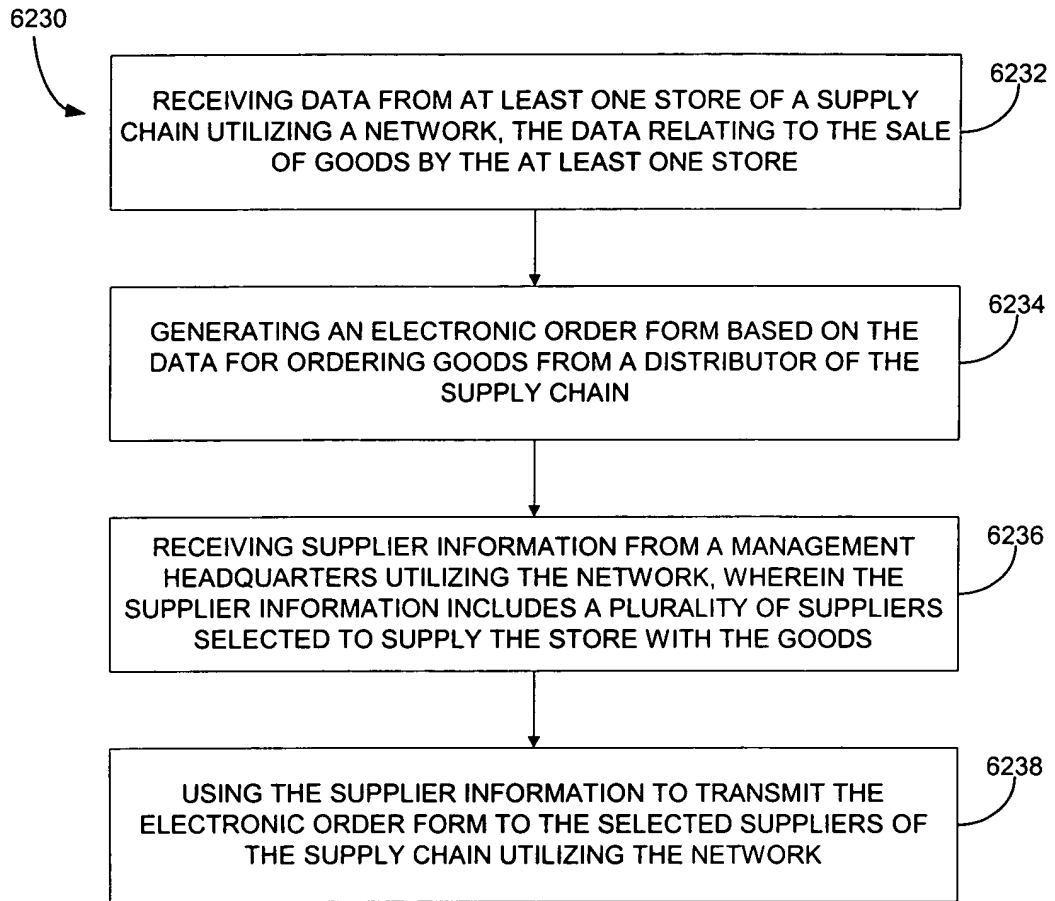 6230
6232
RECEIVING DATA FROM AT LEAST ONE STORE OF A SUPPLY
CHAIN UTILIZING A NETWORK, THE DATA RELATING TO THE SALE
OF GOODS BY THE AT LEAST ONE STORE
6234
GENERATING AN ELECTRONIC ORDER FORM BASED ON THE
DATA FOR ORDERING GOODS FROM A DISTRIBUTOR OF THE
SUPPLY CHAIN
6236
RECEIVING SUPPLIER INFORMATION FROM A MANAGEMENT
HEADQUARTERS UTILIZING THE NETWORK, WHEREIN THE
SUPPLIER INFORMATION INCLUDES A PLURALITY OF SUPPLIERS
SELECTED TO SUPPLY THE STORE WITH THE GOODS
6238
USING THE SUPPLIER INFORMATION TO TRANSMIT THE
ELECTRONIC ORDER FORM TO THE SELECTED SUPPLIERS OF
THE SUPPLY CHAIN UTILIZING THE NETWORK